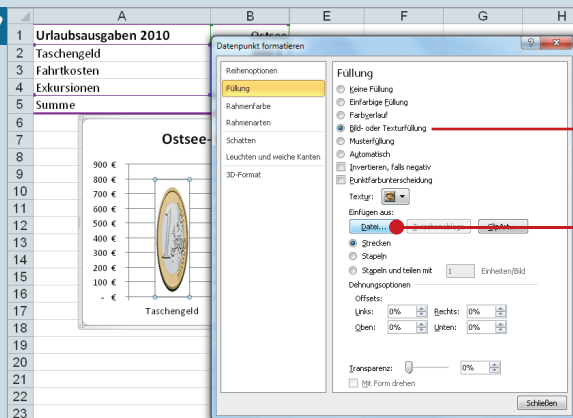 A B E F G H
1 Urlaubsausgaben 2010 Ostsee
2 Taschengeld
3 Fahrtkosten
4 Exkursionen
5 Summe
6
7
8
9
10
11
12
13
14
15
16
17
18
19
20
21
22
23
Ostsee-
900 €
800 €
700 €
600 €
500 €
400 €
300 €
200 €
100 €
- €
Taschengeld
Datenpunkt formatieren
Reihenoptionen
Füllung
Rahmenfarbe
Rahmenarten
Schatten
Leuchten und weiche Kanten
3D-Format
Füllung
Keine Füllung
Einfarbige Füllung
Farbverlauf
Bild- oder Texturfüllung
Musterfüllung
Automatisch
Invertieren, falls negativ
Punktfarbunterscheidung
Textur:
Einfügen aus:
Datei... Zwischenablage ClipArt...
Strecken
Stapeln
Stapeln und teilen mit 1 Einheiten/Bild
Dehnungsoptionen
Offsets:
Links: 0% Rechts: 0%
Oben: 0% Unten: 0%
Transparenz: 0%
Mit Form drehen
Schließen